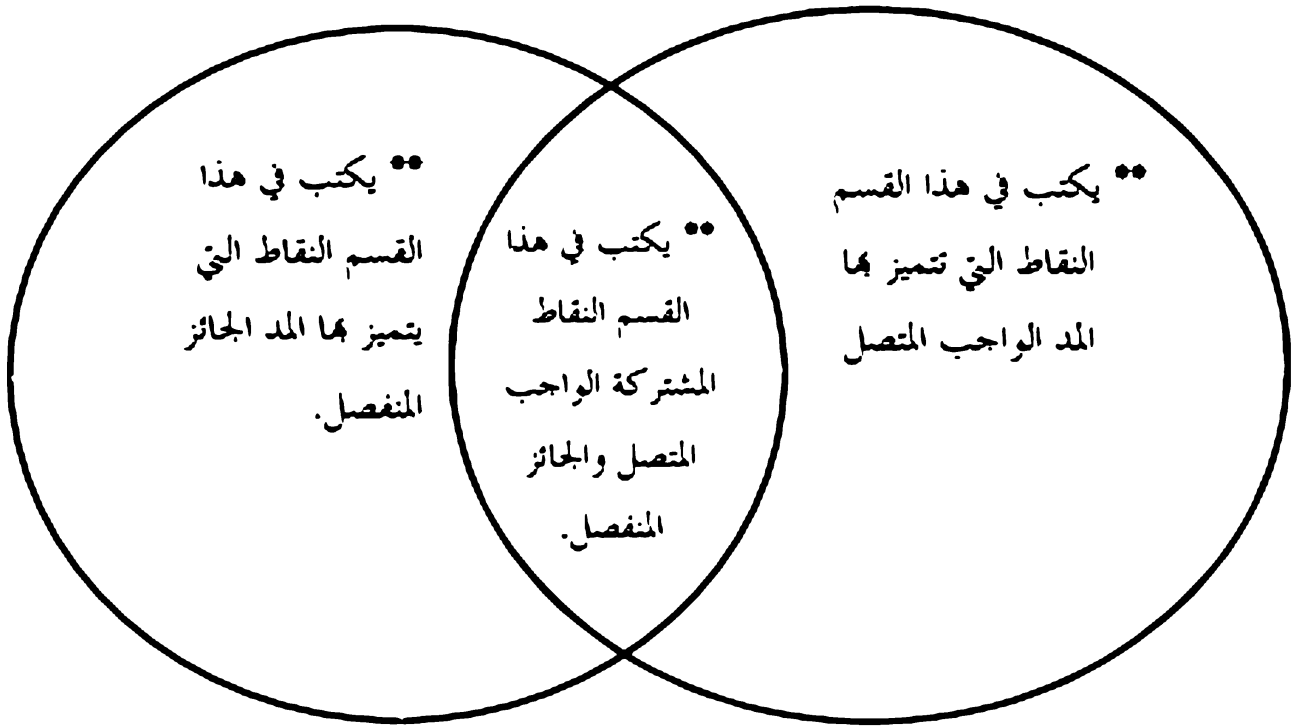 ** يكتب في هذا القسم
النقاط التي تتميز بها
المد الواجب المتصل
** يكتب في هذا
القسم النقاط
المشتركة الواجب
المتصل والجائز
المنفصل.
** يكتب في هذا
القسم النقاط التي
يتميز بها المد الجائز
المنفصل.